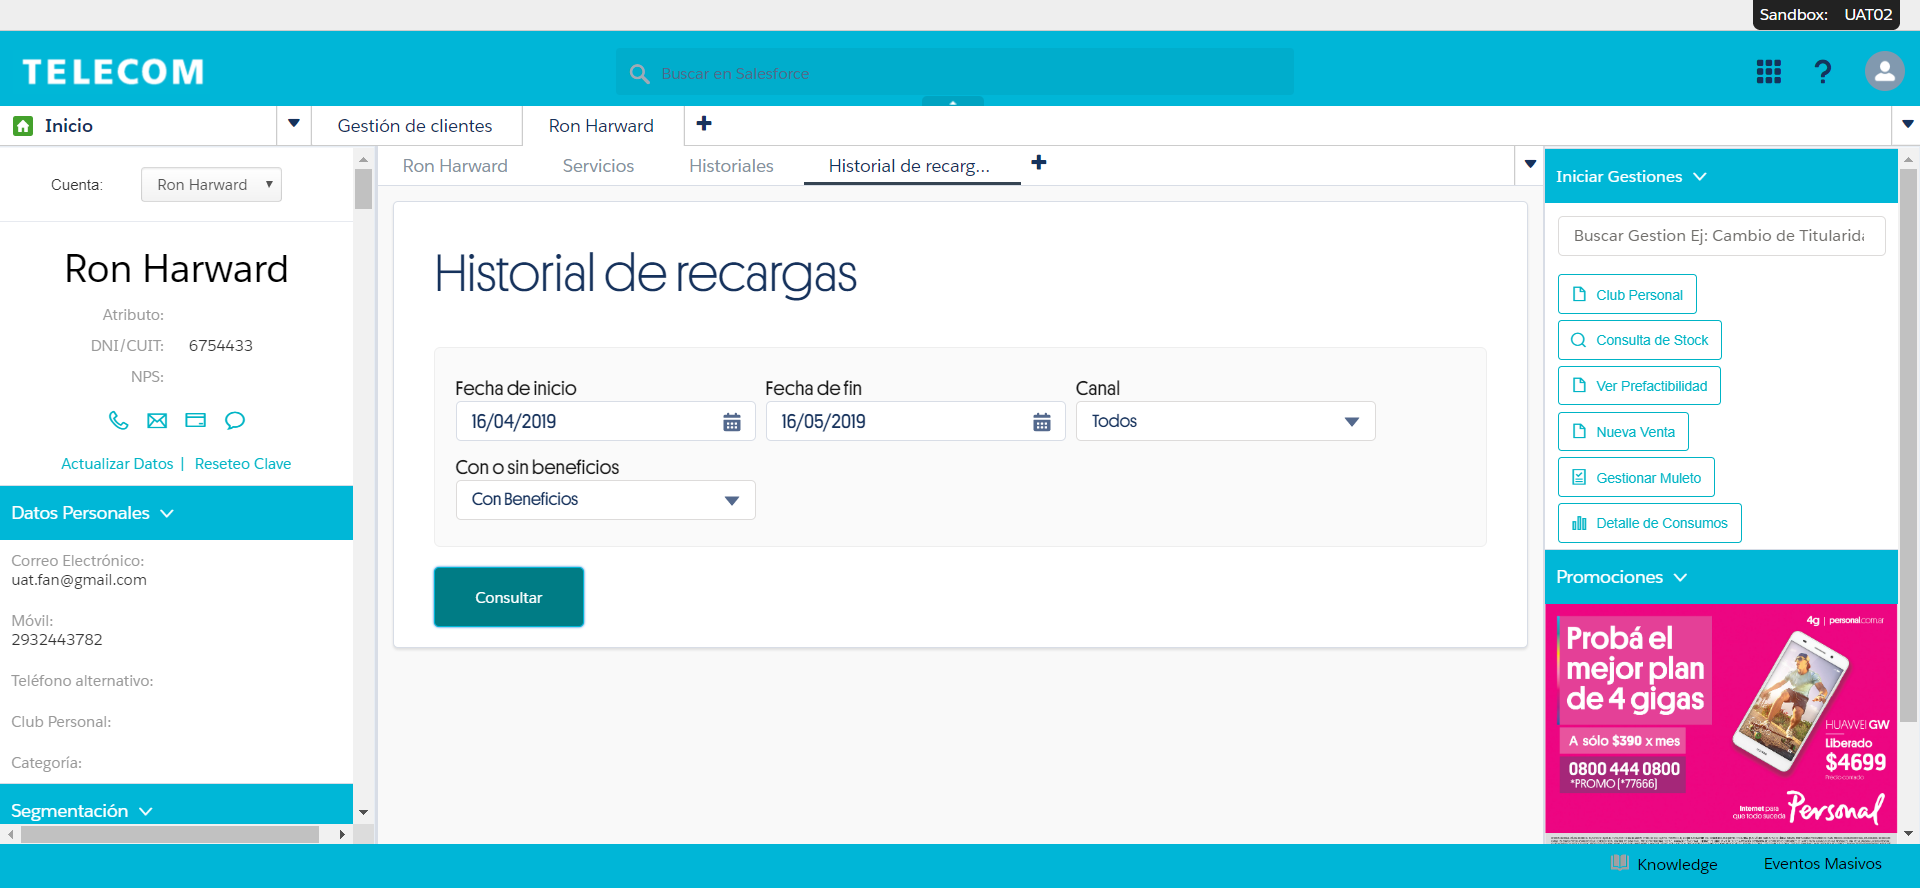 Sandbox: UAT02
TELECOM
Buscar en Salesforce
Inicio
Gestión de clientes
Ron Harward
Ron Harward
Servicios
Historiales
Historial de recarg...
Cuenta:
Ron Harward
Ron Harward
Atributo:
DNI/CUIT: 6754433
NPS:
Actualizar Datos | Reseteo Clave
Datos Personales
Correo Electrónico:
uat.fan@gmail.com
Móvil:
2932443782
Teléfono alternativo:
Club Personal:
Categoría:
Segmentación
Historial de recargas
Fecha de inicio
16/04/2019
Fecha de fin
16/05/2019
Canal
Todos
Con o sin beneficios
Con Beneficios
Consultar
Iniciar Gestiones
Buscar Gestion Ej: Cambio de Titularida
Club Personal
Consulta de Stock
Ver Prefactibilidad
Nueva Venta
Gestionar Muleto
Detalle de Consumos
Promociones
4g | personal.com.ar
Probá el
mejor plan
de 4 gigas
A sólo $390 x mes
0800 444 0800
*PROMO (*77666)
HUAWEI GW
Liberado
$4699
Precio contado
Internet para
que todo suceda
Personal
Knowledge
Eventos Masivos